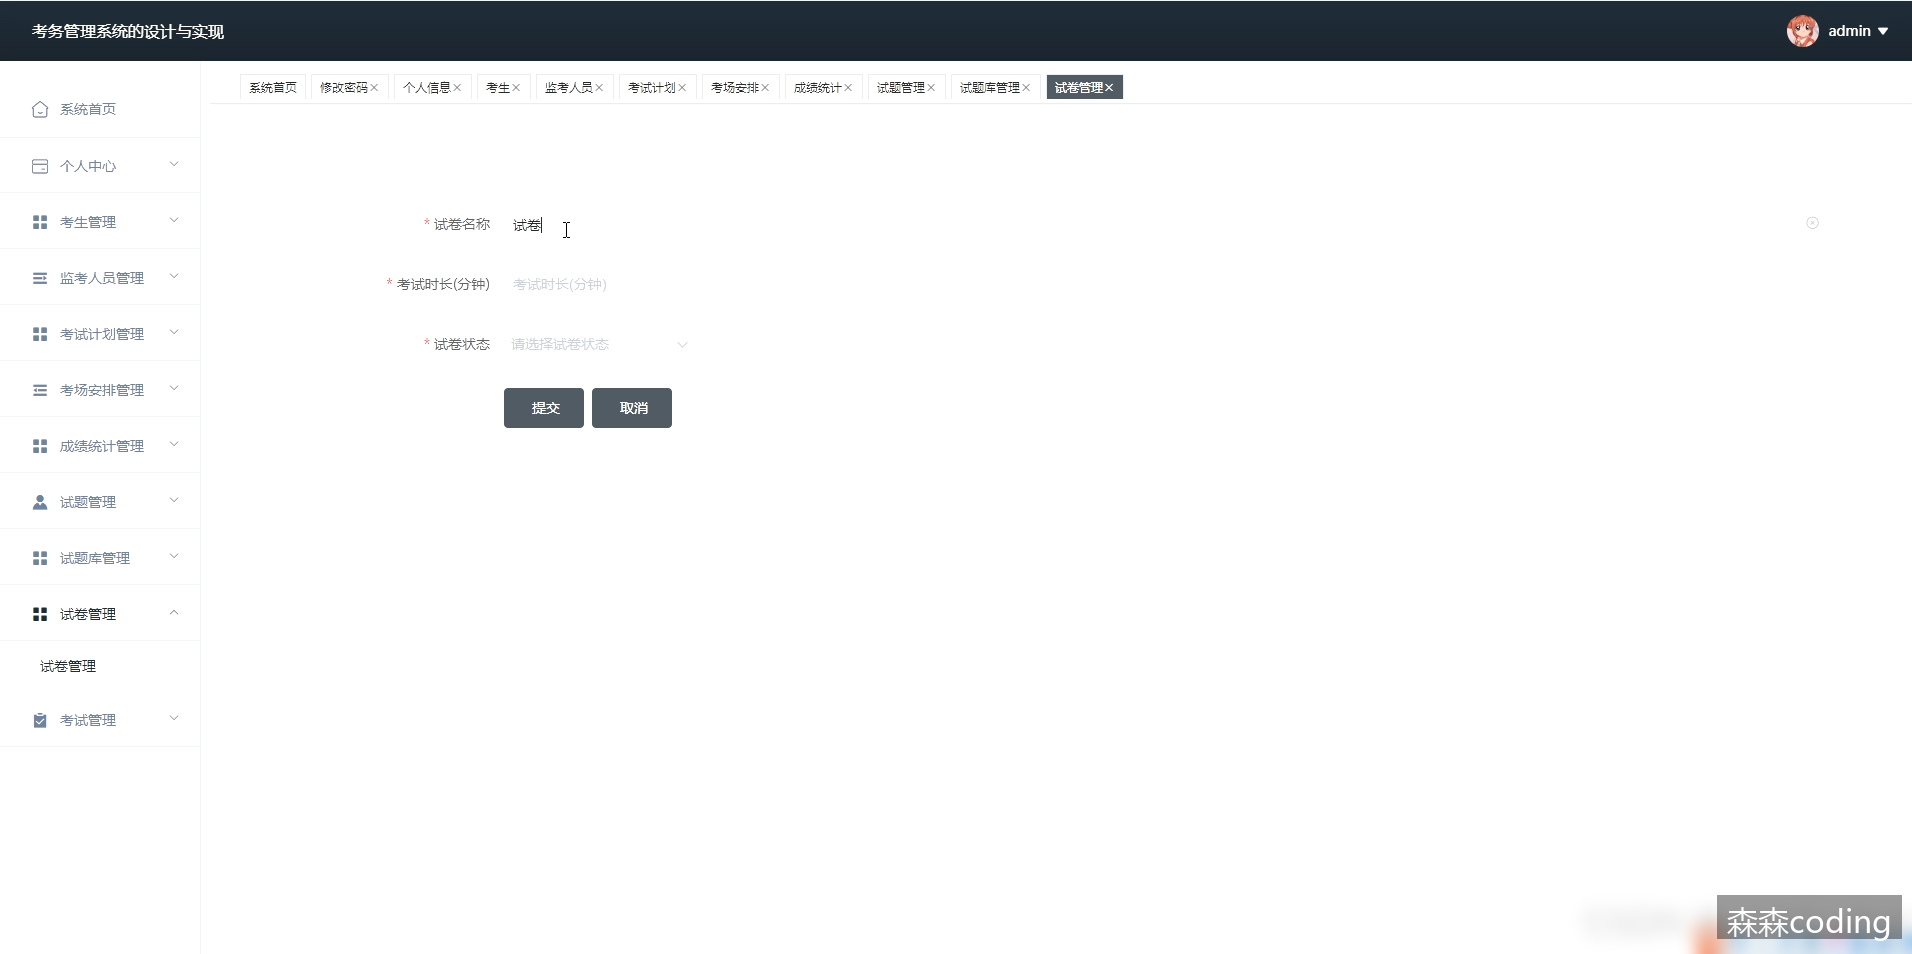 考务管理系统的设计与实现
admin
系统首页 修改密码 个人信息 考生 监考人员 考试计划 考场安排 成绩统计 试题管理 试题库管理 试卷管理
系统首页
个人中心
考生管理
监考人员管理
考试计划管理
考场安排管理
成绩统计管理
试题管理
试题库管理
试卷管理
试卷管理
考试管理
* 试卷名称 试卷
* 考试时长(分钟) 考试时长(分钟)
* 试卷状态 请选择试卷状态
提交 取消
森森coding